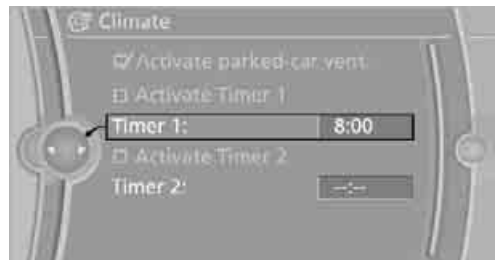 Climate
Activate parked-car vent.
Activate Timer 1
Timer 1: 8:00
Activate Timer 2
Timer 2: --:--